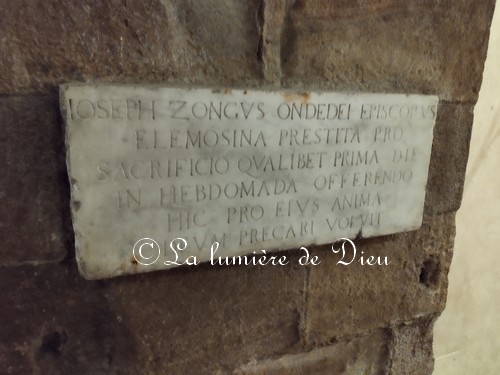 IOSEPH ZONGVS ONDEDEI EPISCOPVS
ELEMOSINA PRESTITA PRO
SACRIFICIO QVALIBET PRIMA DIE
IN HEBDOMADA OFFERENDO
HIC PRO EIVS ANIMA
PRECARI VOLVIT
©La lumière de Dieu